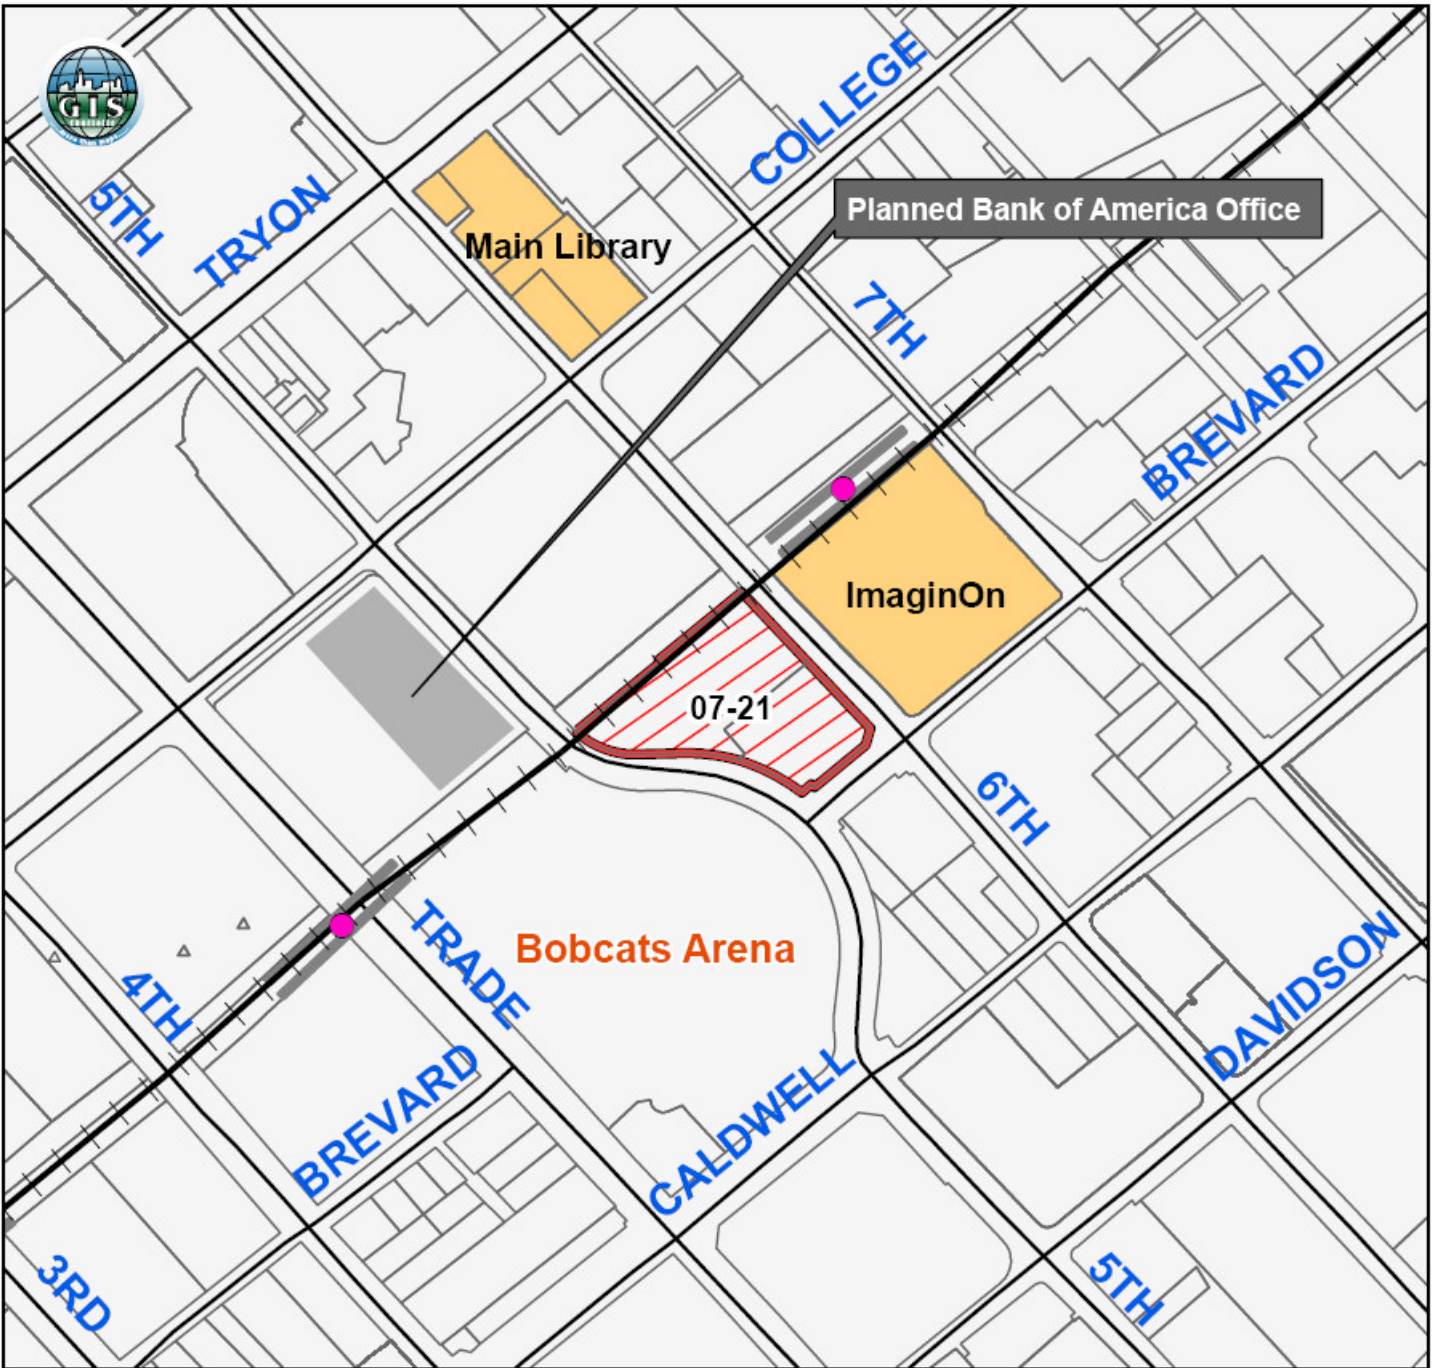 GIS
COLLEGE
5TH
TRYON
Planned Bank of America Office
Main Library
7TH
BREVARD
ImaginOn
07-21
6TH
TRADE
Bobcats Arena
DAVIDSON
4TH
BREVARD
CALDWELL
3RD
5TH